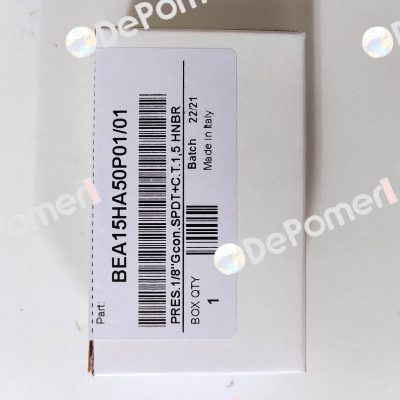 Part:
BEA15HA50P01/01
PRES.1/8"Gcon.SPDT+C.T.1,5 HNBR
BOX QTY
1
Batch
22/21
Made in Italy
DePomerl
DePomerl
DePomerl